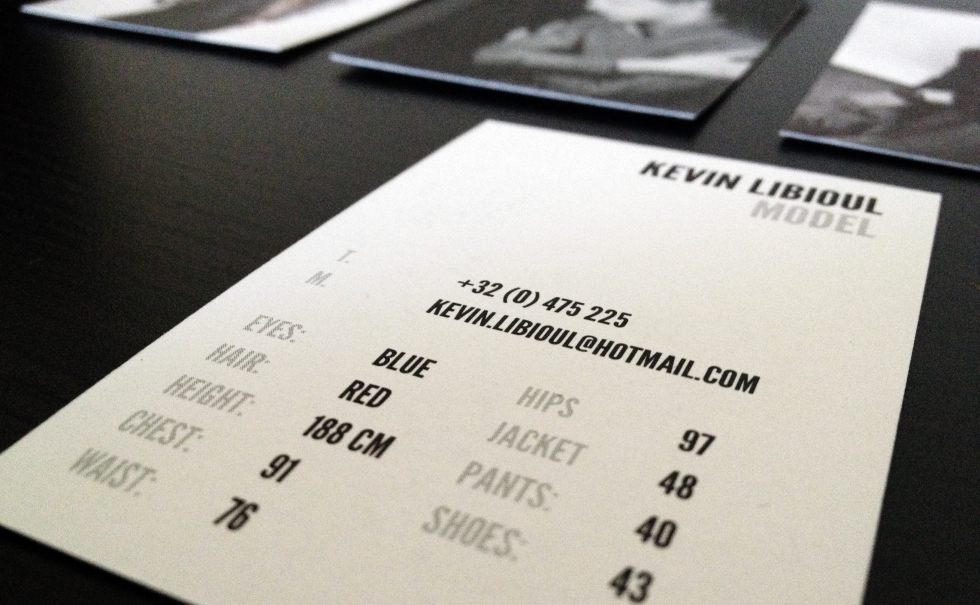 KEVIN LIBIOUL
MODEL
T. +32 (0) 475 225
M. KEVIN.LIBIOUL@HOTMAIL.COM
EYES: BLUE HIPS 97
HAIR: RED JACKET 48
HEIGHT: 188 CM PANTS: 40
CHEST: 91 SHOES: 43
WAIST: 76